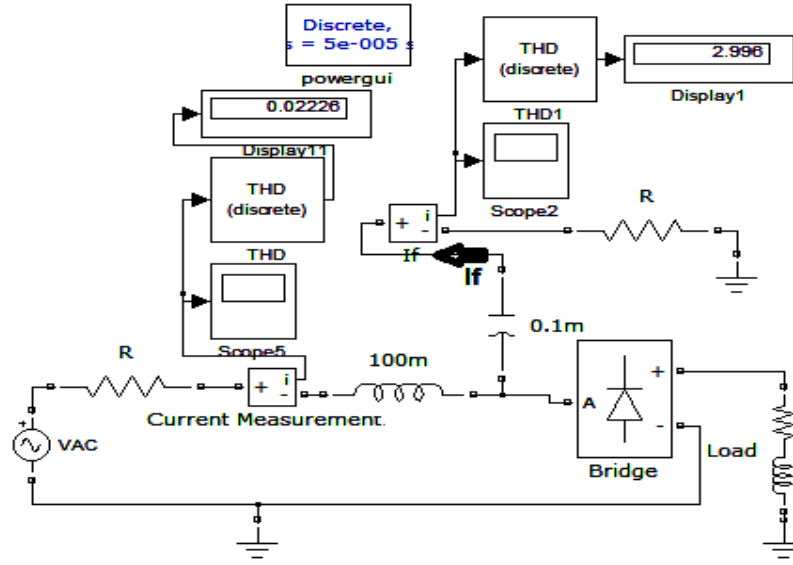 Discrete,
s = 5e-005 s
powergui
THD
(discrete)
2.996
Display1
THD1
0.02226
Display11
THD
(discrete)
THD
Scope2
R
+
i
-
If
If
Scope5
0.1m
R
100m
+
i
-
Current Measurement.
+
VAC
A
+
-
Bridge
Load